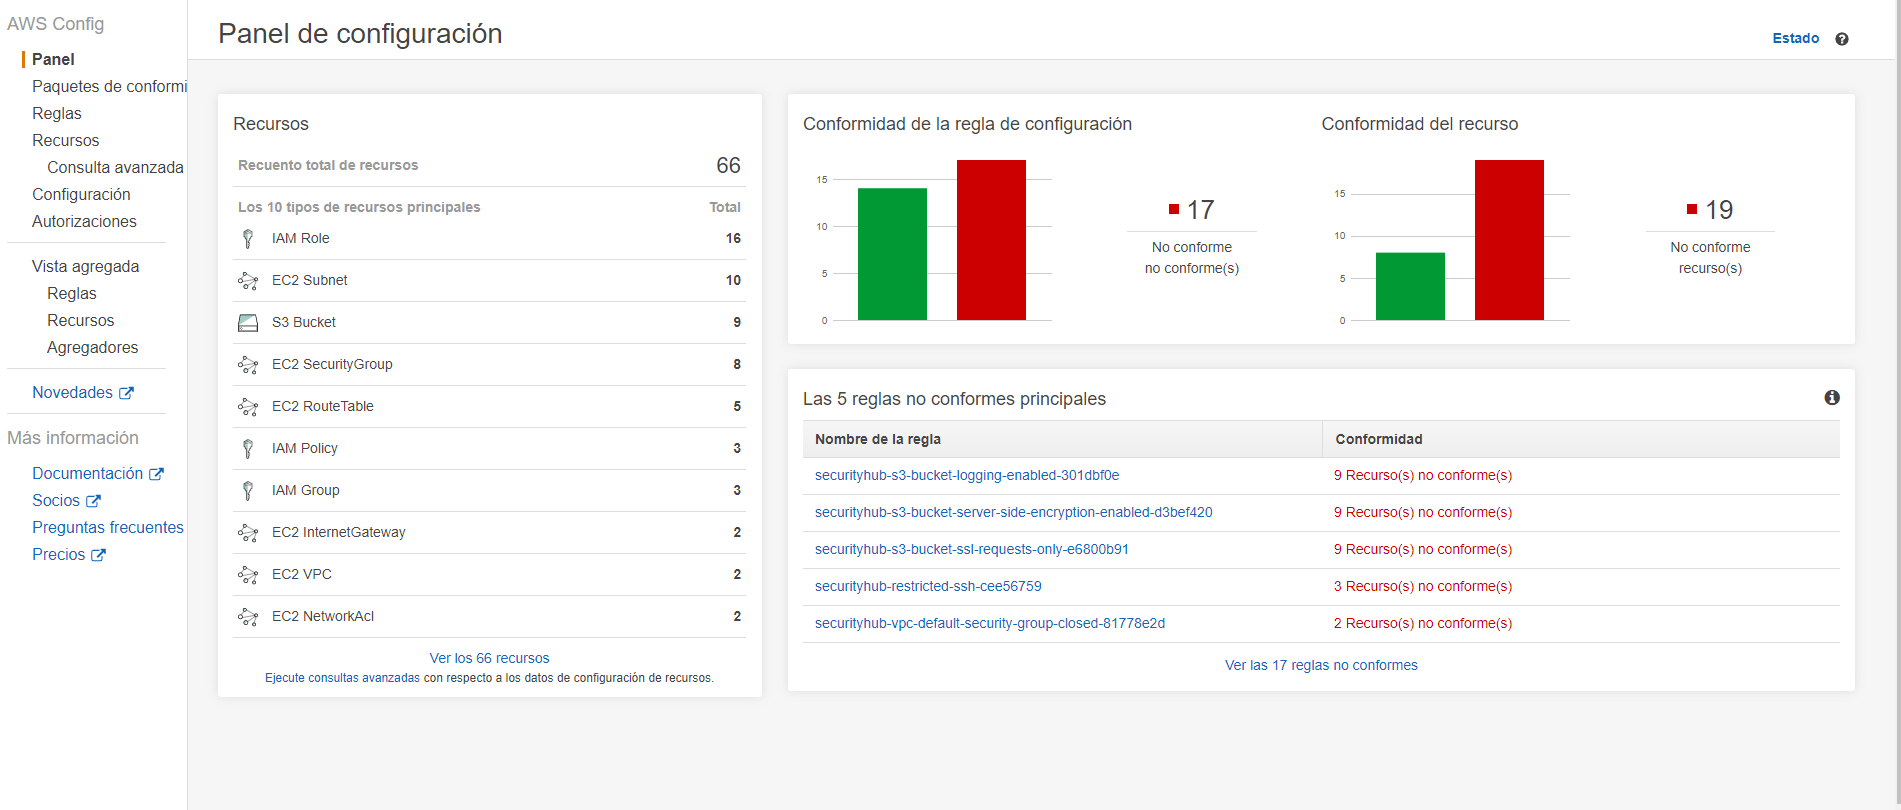 AWS Config
Panel
Paquetes de conformi
Reglas
Recursos
Consulta avanzada
Configuración
Autorizaciones
Vista agregada
Reglas
Recursos
Agregadores
Novedades
Más información
Documentación
Socios
Preguntas frecuentes
Precios
Panel de configuración
Estado
Recursos
Recuento total de recursos 66
Los 10 tipos de recursos principales Total
IAM Role 16
EC2 Subnet 10
S3 Bucket 9
EC2 SecurityGroup 8
EC2 RouteTable 5
IAM Policy 3
IAM Group 3
EC2 InternetGateway 2
EC2 VPC 2
EC2 NetworkAcl 2
Ver los 66 recursos
Ejecute consultas avanzadas con respecto a los datos de configuración de recursos.
Conformidad de la regla de configuración
15
10
5
0
17
No conforme
no conforme(s)
Conformidad del recurso
15
10
5
0
19
No conforme
recurso(s)
Las 5 reglas no conformes principales
Nombre de la regla Conformidad
securityhub-s3-bucket-logging-enabled-301dbf0e 9 Recurso(s) no conforme(s)
securityhub-s3-bucket-server-side-encryption-enabled-d3bef420 9 Recurso(s) no conforme(s)
securityhub-s3-bucket-ssl-requests-only-e6800b91 9 Recurso(s) no conforme(s)
securityhub-restricted-ssh-cee56759 3 Recurso(s) no conforme(s)
securityhub-vpc-default-security-group-closed-81778e2d 2 Recurso(s) no conforme(s)
Ver las 17 reglas no conformes